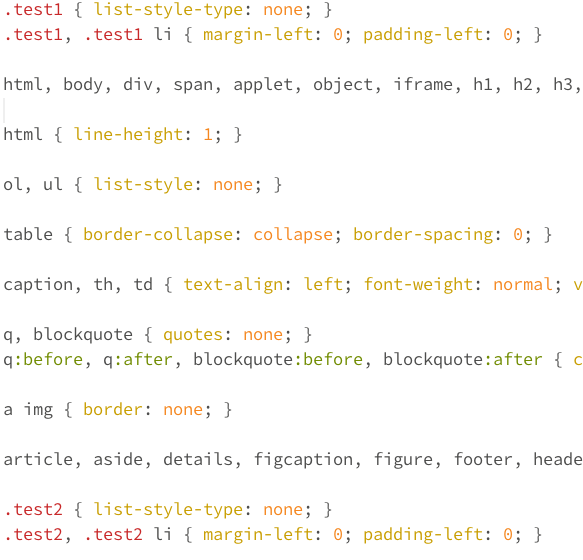 .test1 { list-style-type: none; }
.test1, .test1 li { margin-left: 0; padding-left: 0; }
html, body, div, span, applet, object, iframe, h1, h2, h3,
html { line-height: 1; }
ol, ul { list-style: none; }
table { border-collapse: collapse; border-spacing: 0; }
caption, th, td { text-align: left; font-weight: normal; v
q, blockquote { quotes: none; }
q:before, q:after, blockquote:before, blockquote:after { c
a img { border: none; }
article, aside, details, figcaption, figure, footer, heade
.test2 { list-style-type: none; }
.test2, .test2 li { margin-left: 0; padding-left: 0; }